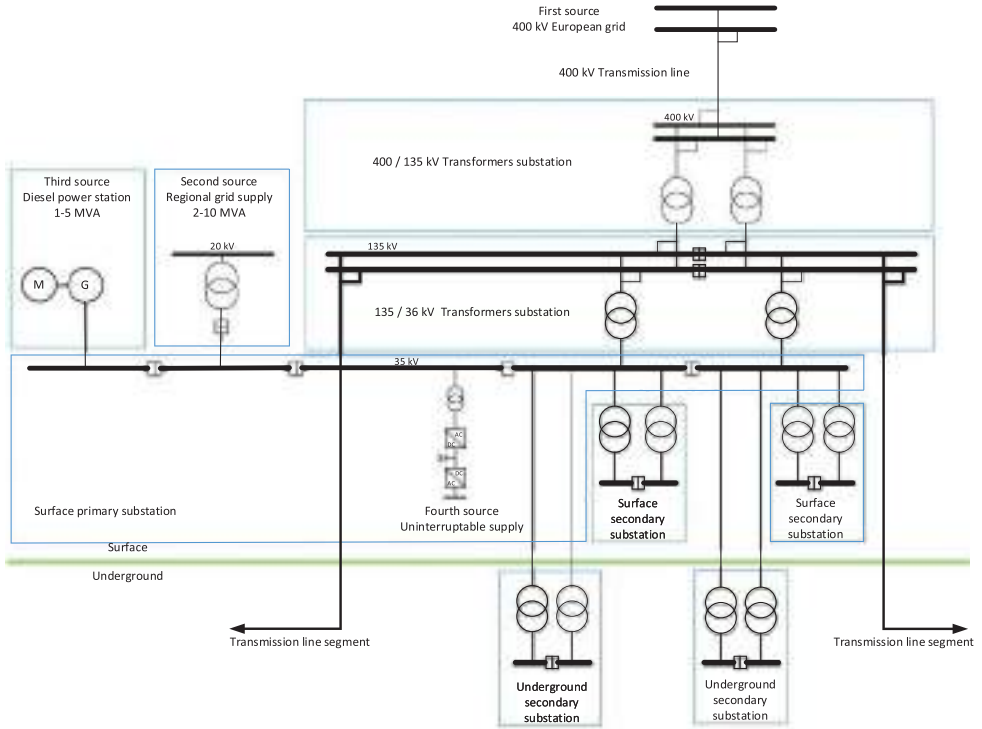 First source
400 kV European grid
400 kV Transmission line
400 kV
400 / 135 kV Transformers substation
Third source
Diesel power station
1-5 MVA
Second source
Regional grid supply
2-10 MVA
20 kV
135 kV
M
G
135 / 36 kV Transformers substation
35 kV
AC
DC
DC
AC
Surface primary substation
Fourth source
Uninterruptable supply
Surface
secondary
substation
Surface
secondary
substation
Surface
Underground
Transmission line segment
Transmission line segment
Underground
secondary
substation
Underground
secondary
substation